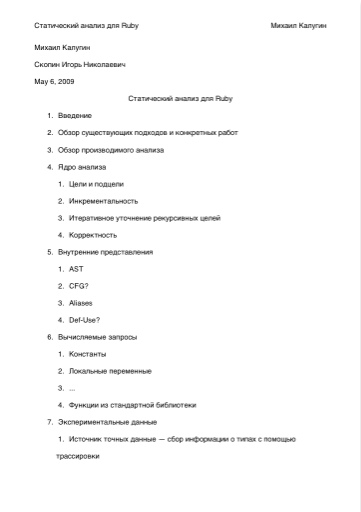 Статический анализ для Ruby Михаил Калугин
Михаил Калугин
Скопин Игорь Николаевич
May 6, 2009
Статический анализ для Ruby
1. Введение
2. Обзор существующих подходов и конкретных работ
3. Обзор производимого анализа
4. Ядро анализа
1. Цели и подцели
2. Инкрементальность
3. Итеративное уточнение рекурсивных целей
4. Корректность
5. Внутренние представления
1. AST
2. CFG?
3. Aliases
4. Def-Use?
6. Вычисляемые запросы
1. Константы
2. Локальные переменные
3. ...
4. Функции из стандартной библиотеки
7. Экспериментальные данные
1. Источник точных данные — сбор информации о типах с помощью
трассировки